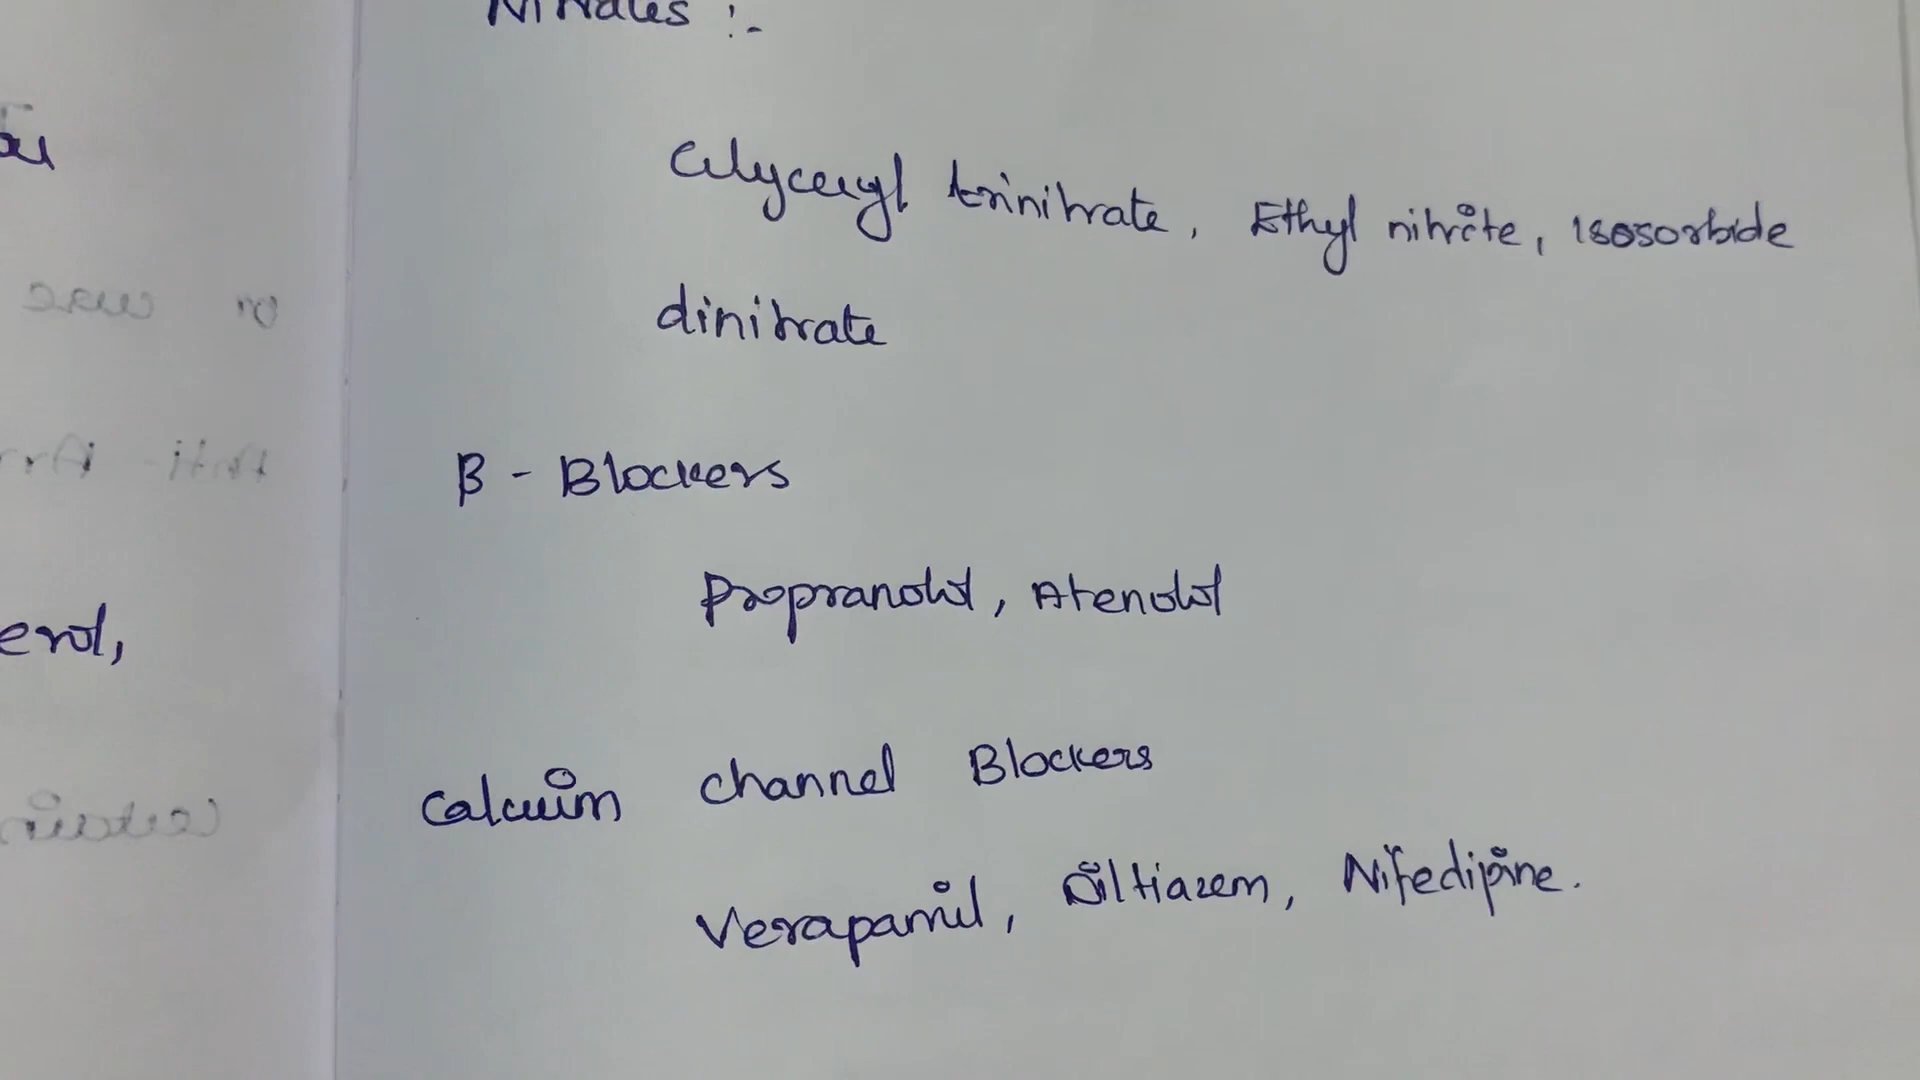 Nitrates :-
Glyceryl trinitrate, Ethyl nitrite, Isosorbide
dinitrate
β - Blockers
Propranolol, Atenolol
Calcium channel Blockers
Verapamil, Diltiazem, Nifedipine.
erol,